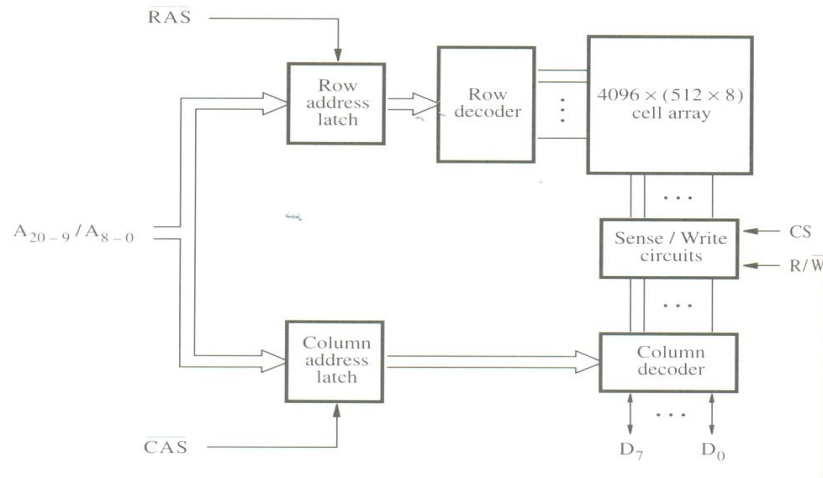 RAS
Row
address
latch
Row
decoder
4096 × (512 × 8)
cell array
A20 – 9 / A8 – 0
Sense / Write
circuits
CS
R/W
Column
address
latch
Column
decoder
CAS
D7
D0